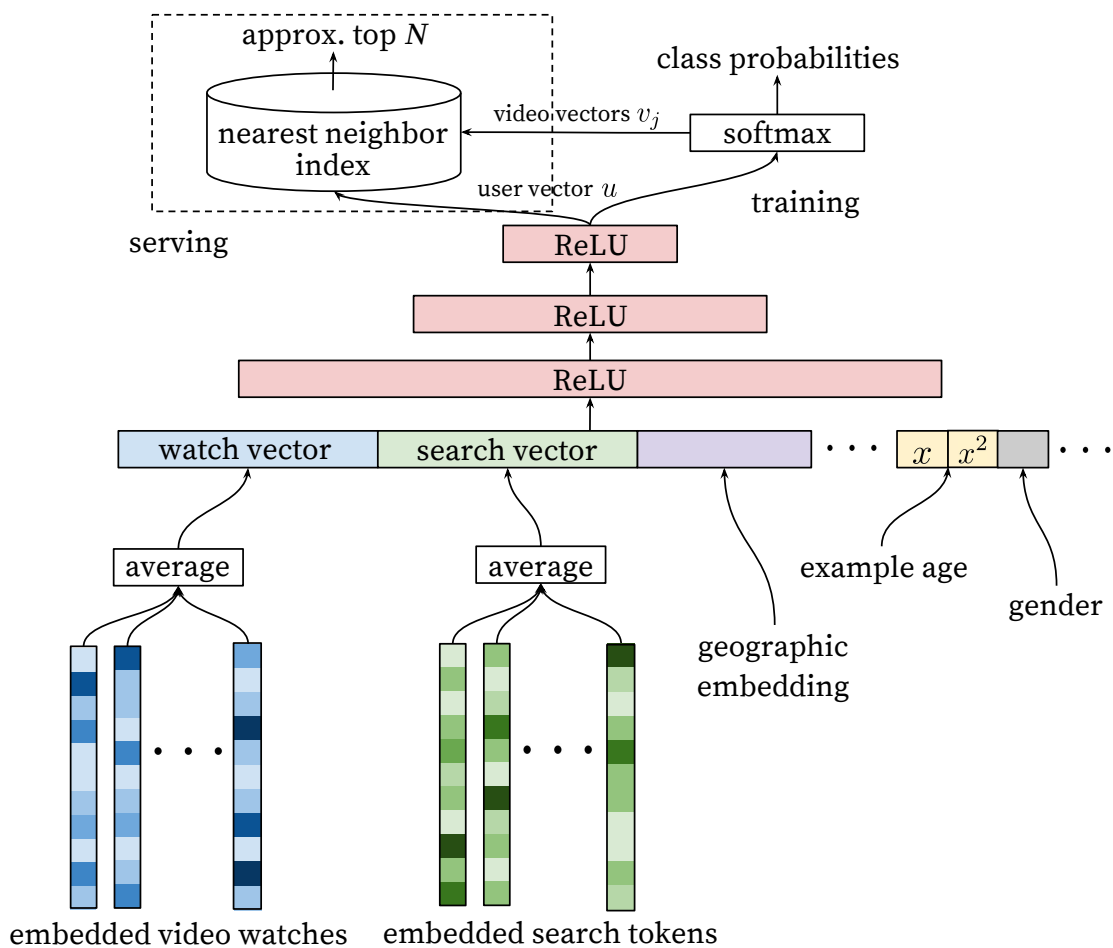 approx. top N
class probabilities
video vectors v_j
nearest neighbor
index
softmax
user vector u
training
serving
ReLU
ReLU
ReLU
watch vector
search vector
. . .
x
x²
. . .
average
average
example age
gender
geographic
embedding
. . .
. . .
embedded video watches
embedded search tokens